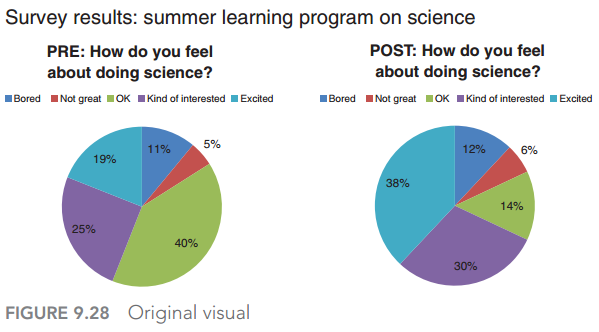 Survey results: summer learning program on science
PRE: How do you feel
about doing science?
Bored Not great OK Kind of interested Excited
11%
5%
40%
25%
19%
POST: How do you feel
about doing science?
Bored Not great OK Kind of interested Excited
12%
6%
14%
30%
38%
FIGURE 9.28 Original visual